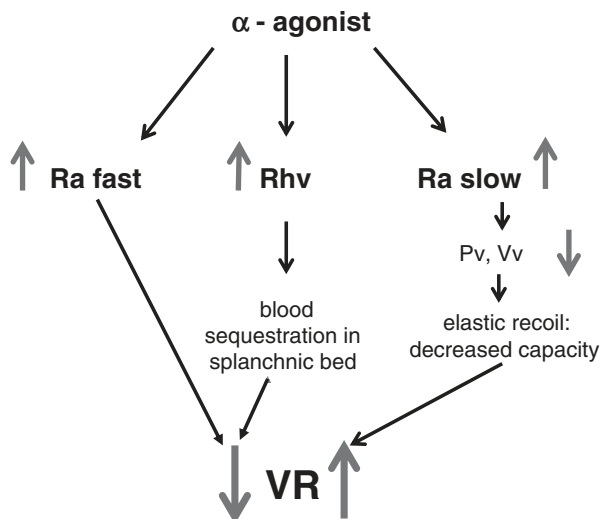 α - agonist
Ra fast
Rhv
Ra slow
Pv, Vv
blood
sequestration in
splanchnic bed
elastic recoil:
decreased capacity
VR